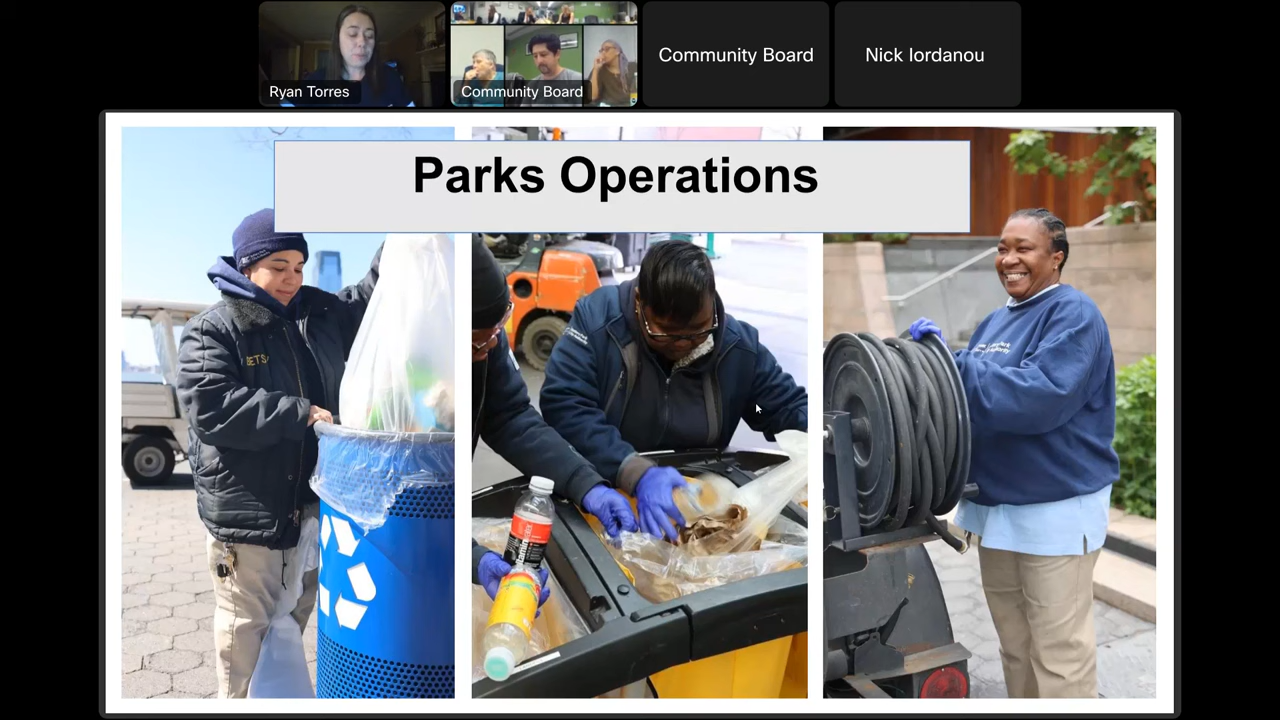 Ryan Torres
Community Board
Community Board
Nick Iordanou
Parks Operations